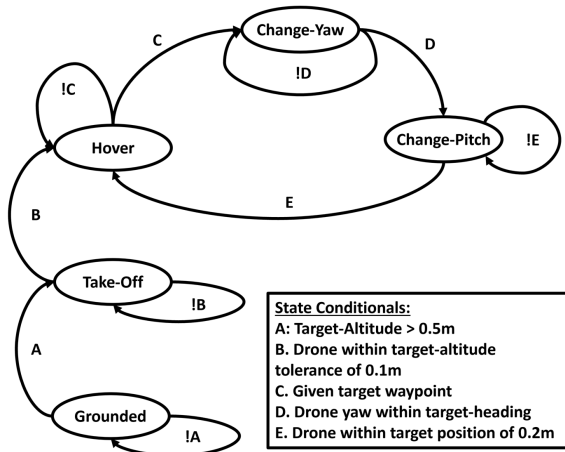 Change-Yaw
C
D
!D
!C
Hover
Change-Pitch
!E
E
B
Take-Off
!B
A
Grounded
!A
State Conditionals:
A: Target-Altitude > 0.5m
B. Drone within target-altitude
tolerance of 0.1m
C. Given target waypoint
D. Drone yaw within target-heading
E. Drone within target position of 0.2m